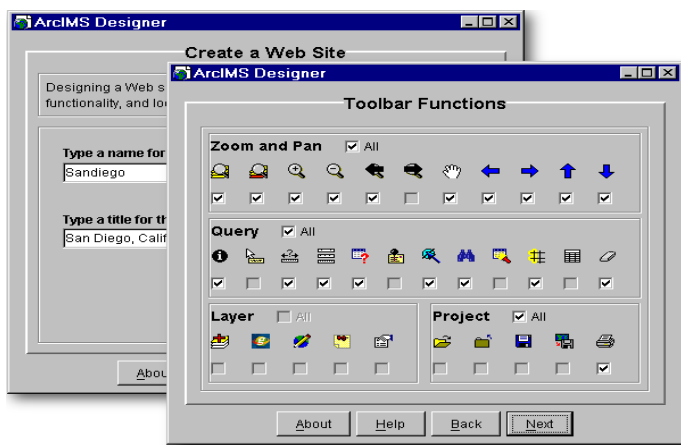 ArcIMS Designer
Create a Web Site
Designing a Web s
functionality, and lo
Type a name for
Sandiego
Type a title for th
San Diego, Calif
Abou
ArcIMS Designer
Toolbar Functions
Zoom and Pan All
Query All
Layer All
Project All
About Help Back Next